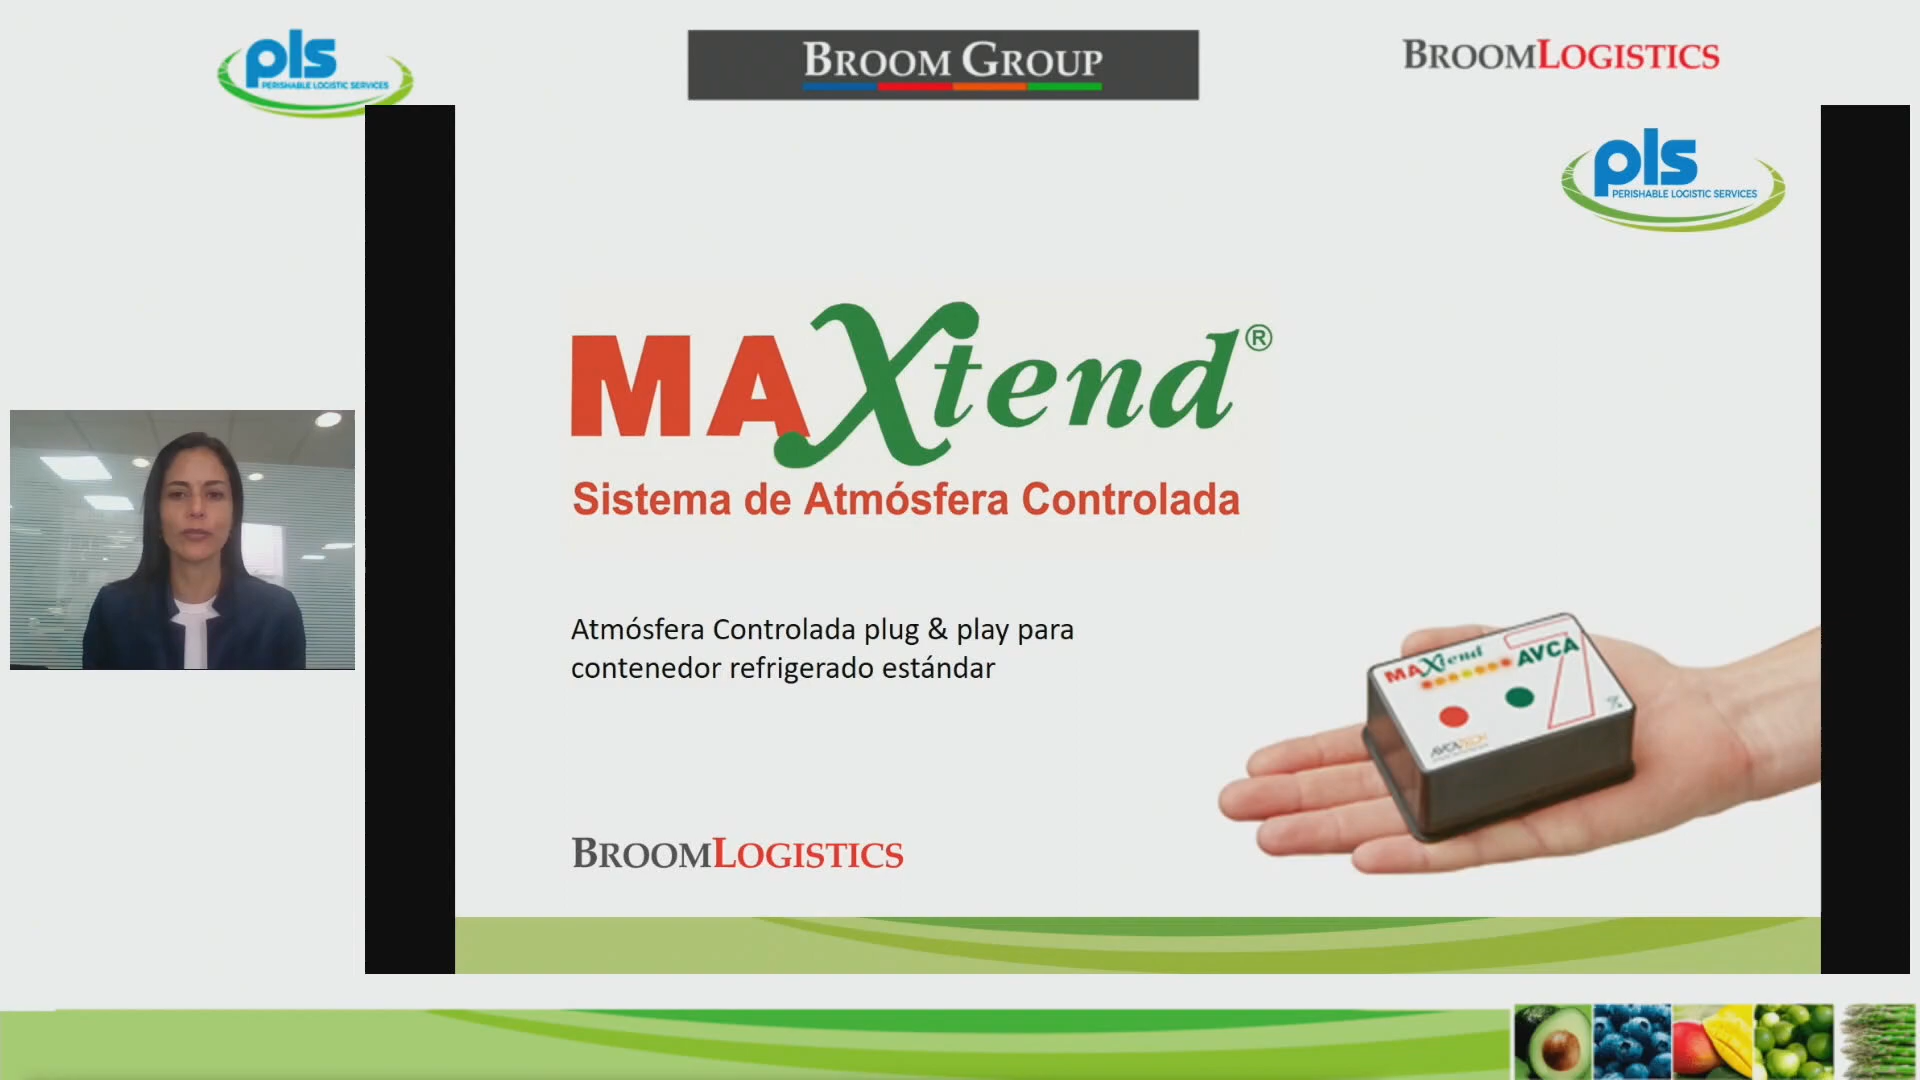 pls
PERISHABLE LOGISTIC SERVICES
BROOM GROUP
BROOMLOGISTICS
pls
PERISHABLE LOGISTIC SERVICES
MAXtend®
Sistema de Atmósfera Controlada
Atmósfera Controlada plug & play para
contenedor refrigerado estándar
MAXtend AVCA
BROOMLOGISTICS